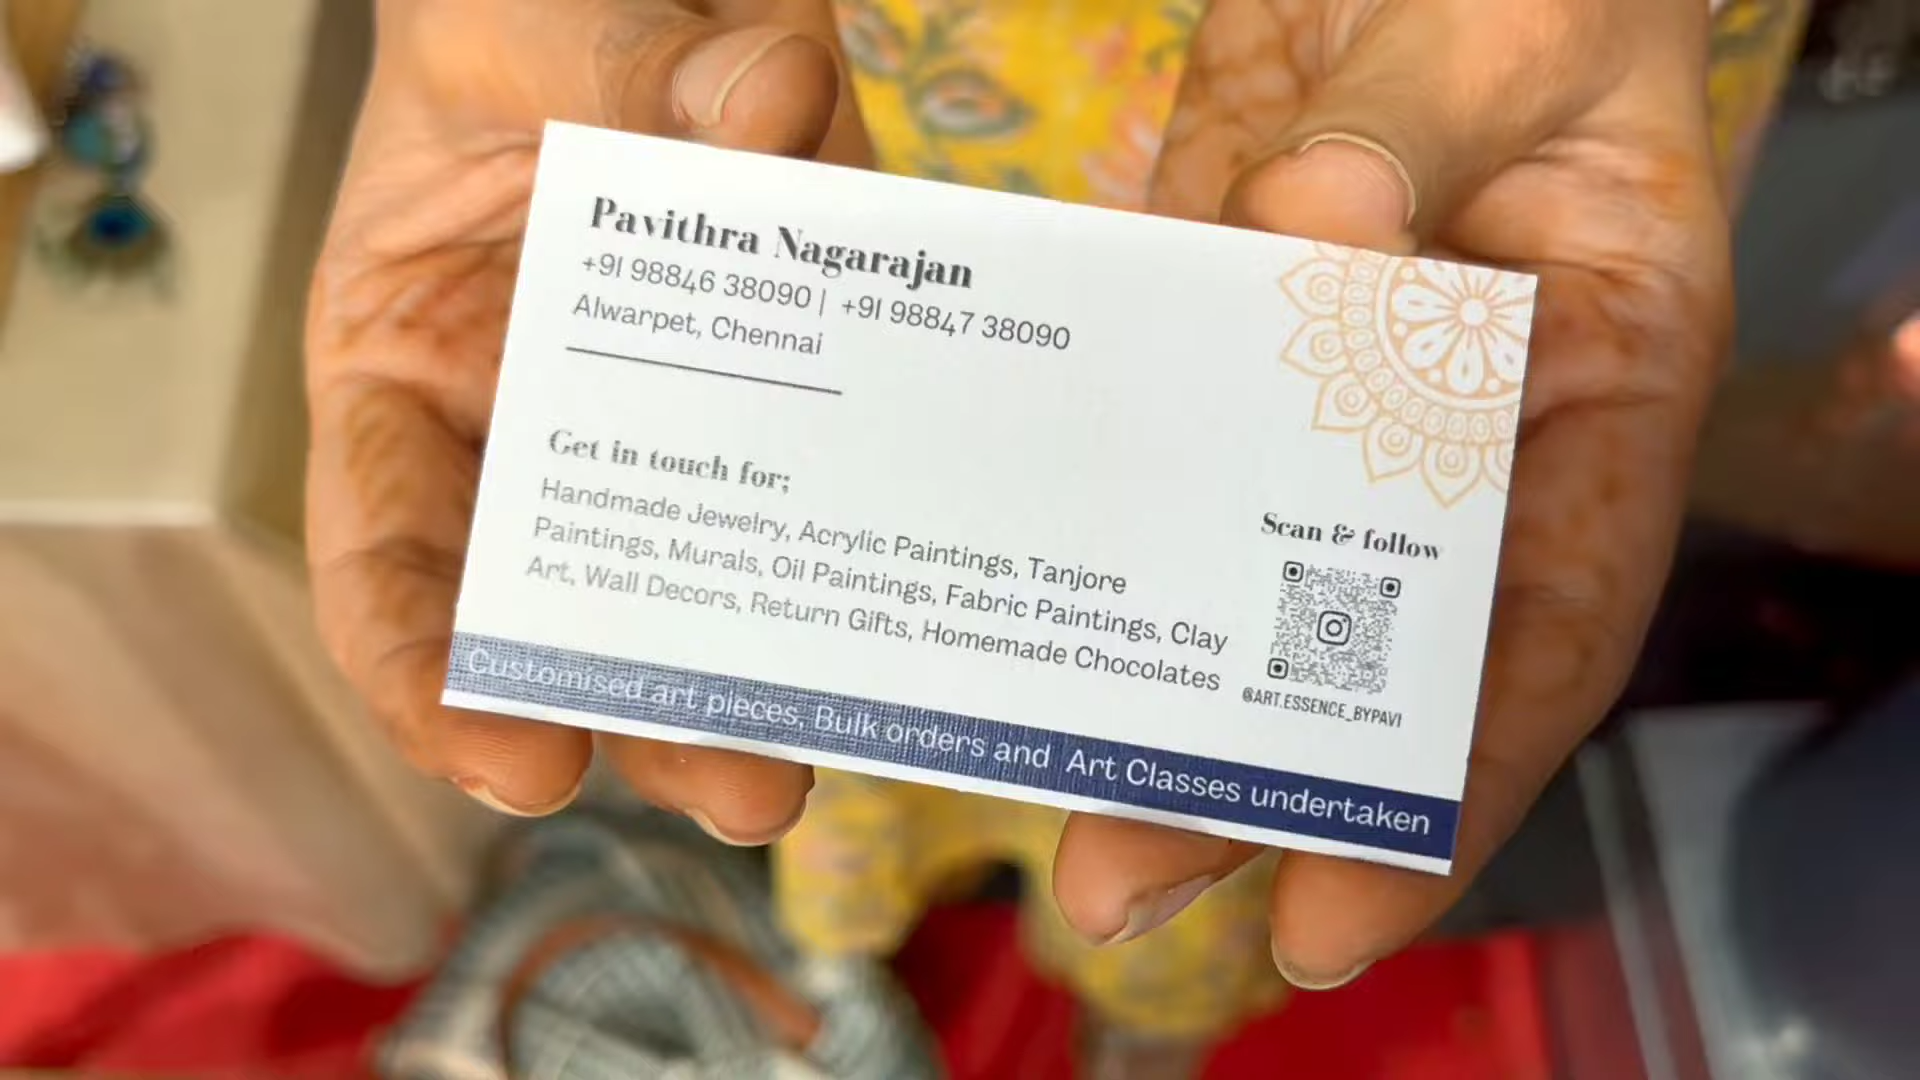 Pavithra Nagarajan
+91 98846 38090 | +91 98847 38090
Alwarpet, Chennai
Get in touch for;
Handmade Jewelry, Acrylic Paintings, Tanjore
Paintings, Murals, Oil Paintings, Fabric Paintings, Clay
Art, Wall Decors, Return Gifts, Homemade Chocolates
Scan & follow
@ART.ESSENCE_BYPAVI
Customised art pieces, Bulk orders and Art Classes undertaken